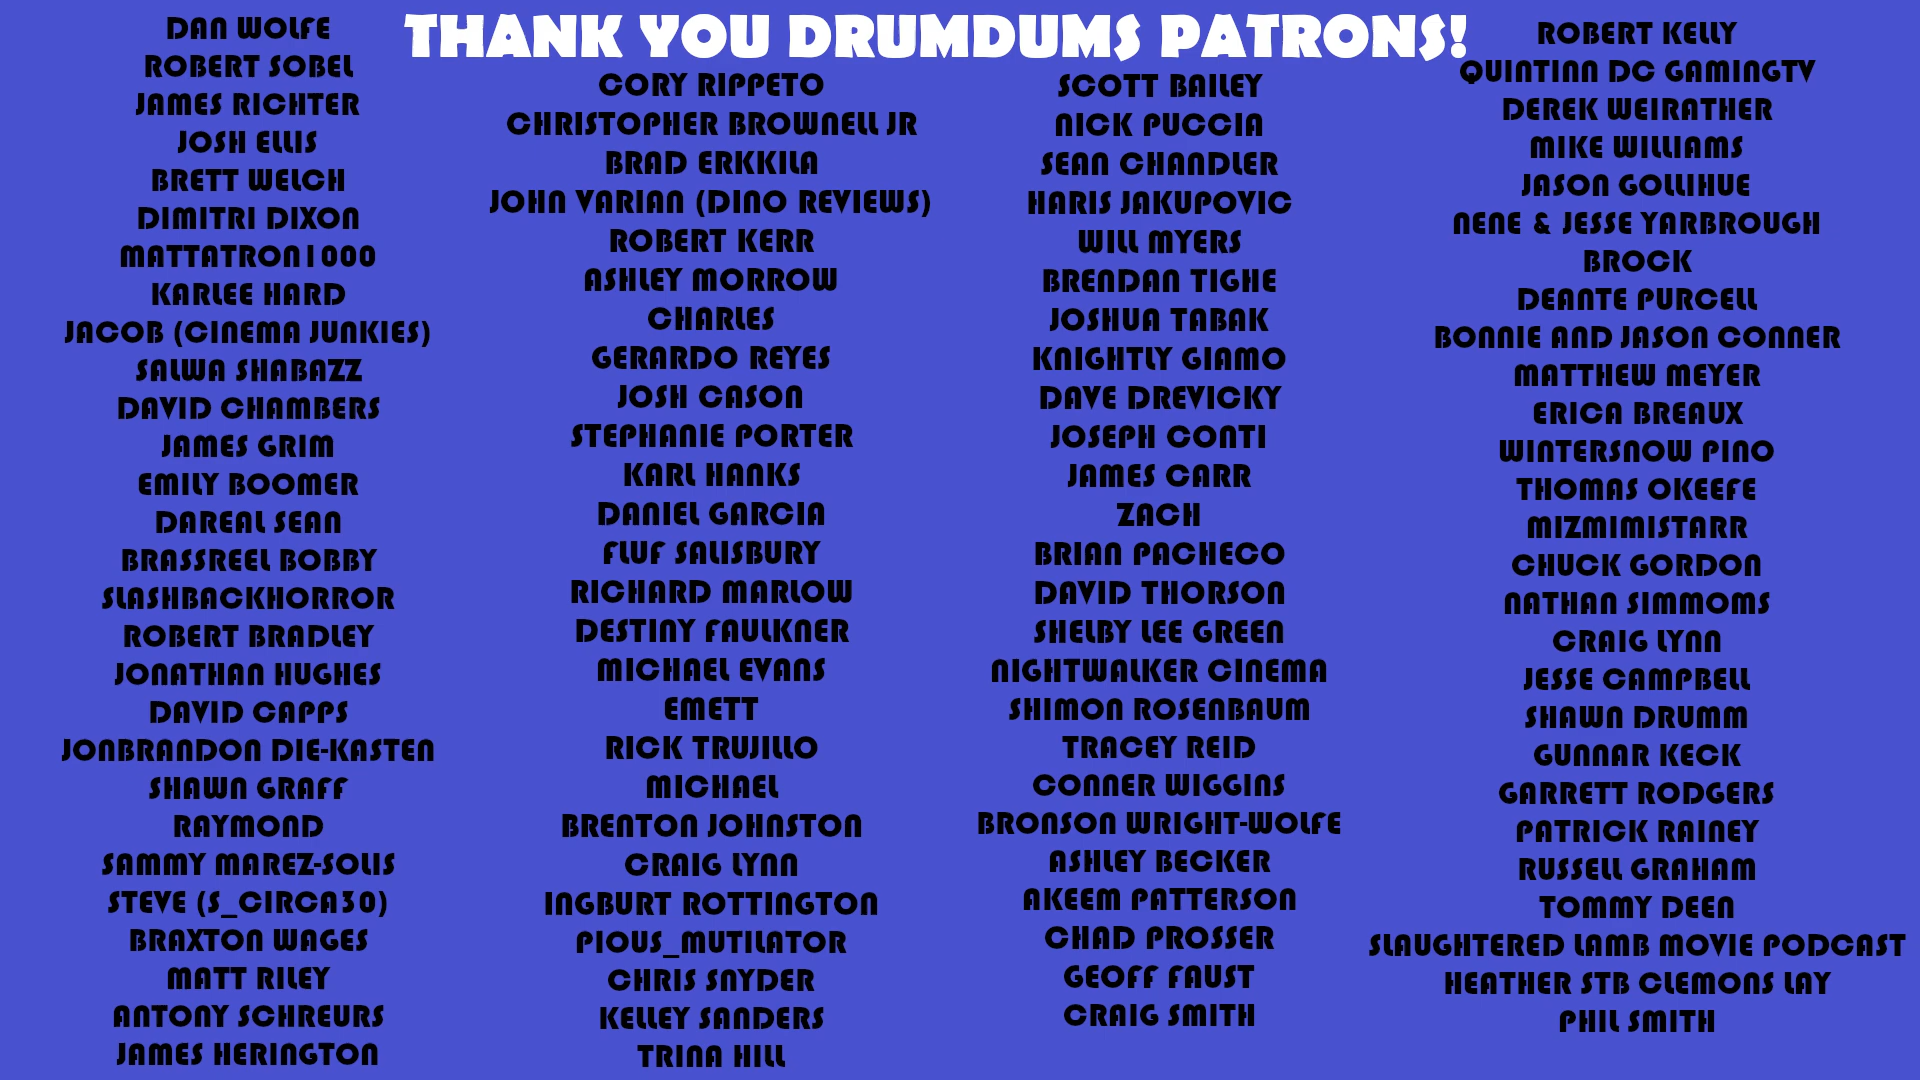 THANK YOU DRUMDUMS PATRONS!
DAN WOLFE
ROBERT SOBEL
JAMES RICHTER
JOSH ELLIS
BRETT WELCH
DIMITRI DIXON
MATTATRON1000
KARLEE HARD
JACOB (CINEMA JUNKIES)
SALWA SHABAZZ
DAVID CHAMBERS
JAMES GRIM
EMILY BOOMER
DAREAL SEAN
BRASSREEL BOBBY
SLASHBACKHORROR
ROBERT BRADLEY
JONATHAN HUGHES
DAVID CAPPS
JONBRANDON DIE-KASTEN
SHAWN GRAFF
RAYMOND
SAMMY MAREZ-SOLIS
STEVE (S_CIRCA30)
BRAXTON WAGES
MATT RILEY
ANTONY SCHREURS
JAMES HERINGTON
CORY RIPPETO
CHRISTOPHER BROWNELL JR
BRAD ERKKILA
JOHN VARIAN (DINO REVIEWS)
ROBERT KERR
ASHLEY MORROW
CHARLES
GERARDO REYES
JOSH CASON
STEPHANIE PORTER
KARL HANKS
DANIEL GARCIA
FLUF SALISBURY
RICHARD MARLOW
DESTINY FAULKNER
MICHAEL EVANS
EMETT
RICK TRUJILLO
MICHAEL
BRENTON JOHNSTON
CRAIG LYNN
INGBURT ROTTINGTON
PIOUS_MUTILATOR
CHRIS SNYDER
KELLEY SANDERS
TRINA HILL
SCOTT BAILEY
NICK PUCCIA
SEAN CHANDLER
HARIS JAKUPOVIC
WILL MYERS
BRENDAN TIGHE
JOSHUA TABAK
KNIGHTLY GIAMO
DAVE DREVICKY
JOSEPH CONTI
JAMES CARR
ZACH
BRIAN PACHECO
DAVID THORSON
SHELBY LEE GREEN
NIGHTWALKER CINEMA
SHIMON ROSENBAUM
TRACEY REID
CONNER WIGGINS
BRONSON WRIGHT-WOLFE
ASHLEY BECKER
AKEEM PATTERSON
CHAD PROSSER
GEOFF FAUST
CRAIG SMITH
ROBERT KELLY
QUINTINN DC GAMINGTV
DEREK WEIRATHER
MIKE WILLIAMS
JASON GOLLIHUE
NENE & JESSE YARBROUGH
BROCK
DEANTE PURCELL
BONNIE AND JASON CONNER
MATTHEW MEYER
ERICA BREAUX
WINTERSNOW PINO
THOMAS OKEEFE
MIZMIMISTARR
CHUCK GORDON
NATHAN SIMMOMS
CRAIG LYNN
JESSE CAMPBELL
SHAWN DRUMM
GUNNAR KECK
GARRETT RODGERS
PATRICK RAINEY
RUSSELL GRAHAM
TOMMY DEEN
SLAUGHTERED LAMB MOVIE PODCAST
HEATHER STB CLEMONS LAY
PHIL SMITH